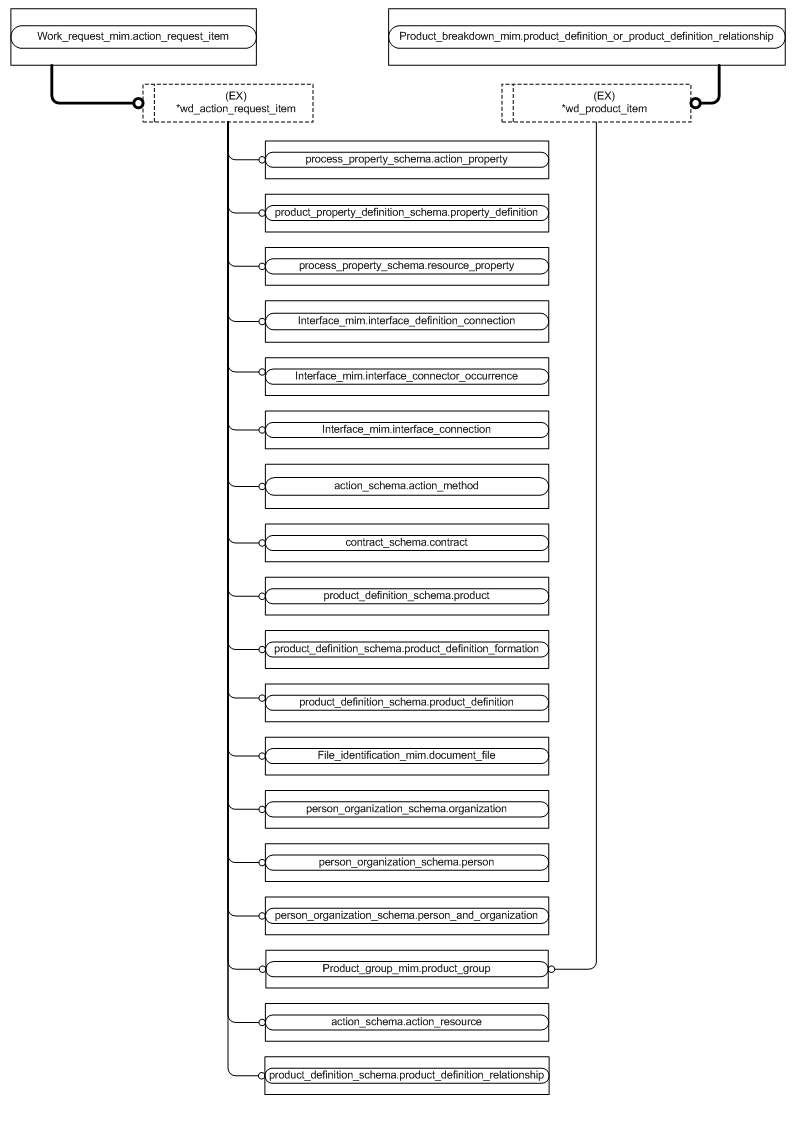 Work_request_mim.action_request_item
Product_breakdown_mim.product_definition_or_product_definition_relationship
(EX)
*wd_action_request_item
(EX)
*wd_product_item
process_property_schema.action_property
product_property_definition_schema.property_definition
process_property_schema.resource_property
Interface_mim.interface_definition_connection
Interface_mim.interface_connector_occurrence
Interface_mim.interface_connection
action_schema.action_method
contract_schema.contract
product_definition_schema.product
product_definition_schema.product_definition_formation
product_definition_schema.product_definition
File_identification_mim.document_file
person_organization_schema.organization
person_organization_schema.person
person_organization_schema.person_and_organization
Product_group_mim.product_group
action_schema.action_resource
product_definition_schema.product_definition_relationship